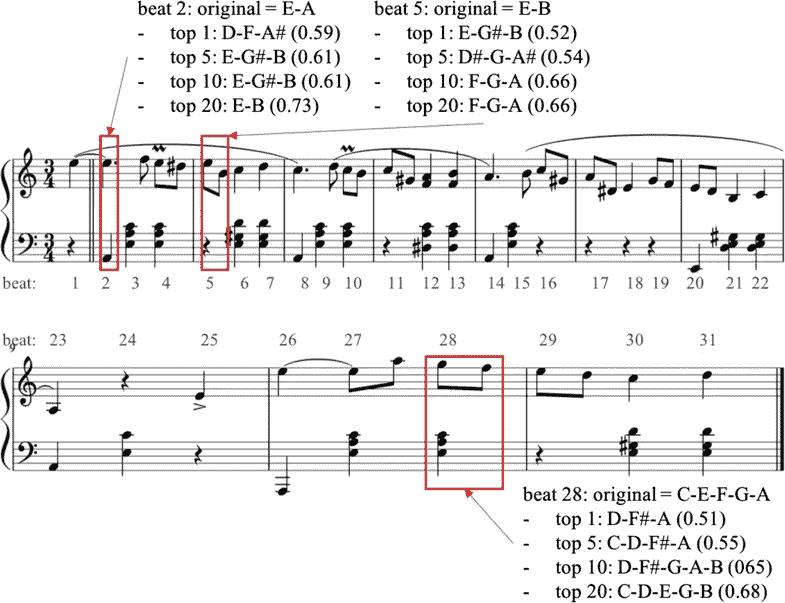 beat 2: original = E-A
- top 1: D-F-A# (0.59)
- top 5: E-G#-B (0.61)
- top 10: E-G#-B (0.61)
- top 20: E-B (0.73)
beat 5: original = E-B
- top 1: E-G#-B (0.52)
- top 5: D#-G-A# (0.54)
- top 10: F-G-A (0.66)
- top 20: F-G-A (0.66)
3 4
3 4
beat: 1 2 3 4 5 6 7 8 9 10 11 12 13 14 15 16 17 18 19 20 21 22
beat: 23 24 25 26 27 28 29 30 31
9
beat 28: original = C-E-F-G-A
- top 1: D-F#-A (0.51)
- top 5: C-D-F#-A (0.55)
- top 10: D-F#-G-A-B (065)
- top 20: C-D-E-G-B (0.68)